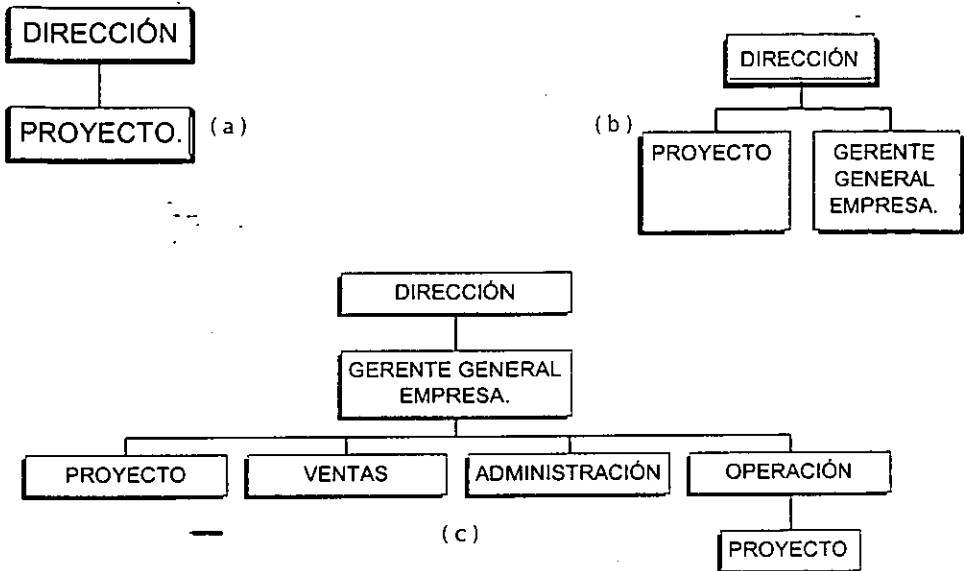 DIRECCIÓN
PROYECTO.
(a)
DIRECCIÓN
(b)
PROYECTO
GERENTE
GENERAL
EMPRESA.
DIRECCIÓN
GERENTE GENERAL
EMPRESA.
PROYECTO
VENTAS
ADMINISTRACIÓN
OPERACIÓN
PROYECTO
(c)